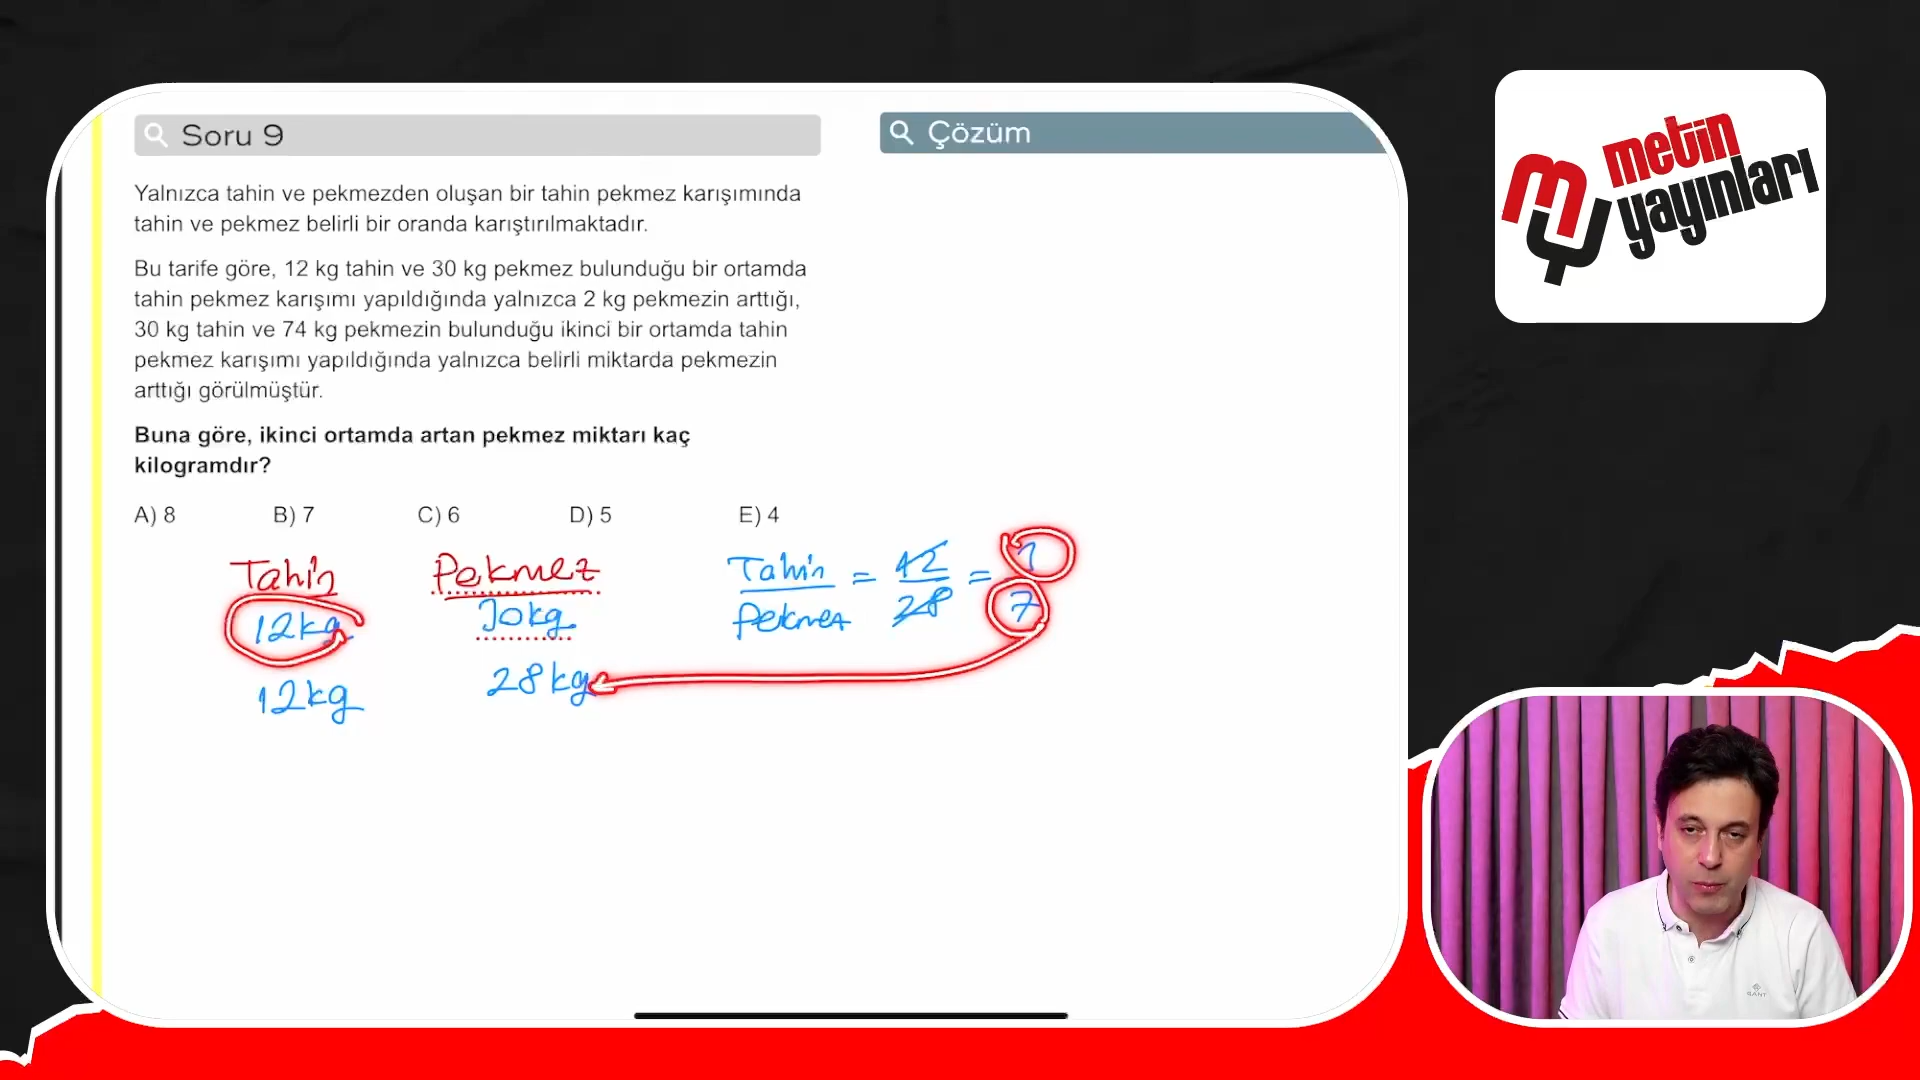 Soru 9
Çözüm
Yalnızca tahin ve pekmezden oluşan bir tahin pekmez karışımında
tahin ve pekmez belirli bir oranda karıştırılmaktadır.
Bu tarife göre, 12 kg tahin ve 30 kg pekmez bulunduğu bir ortamda
tahin pekmez karışımı yapıldığında yalnızca 2 kg pekmezin arttığı,
30 kg tahin ve 74 kg pekmezin bulunduğu ikinci bir ortamda tahin
pekmez karışımı yapıldığında yalnızca belirli miktarda pekmezin
arttığı görülmüştür.
Buna göre, ikinci ortamda artan pekmez miktarı kaç
kilogramdır?
A) 8 B) 7 C) 6 D) 5 E) 4
Tahin Pekmez
12kg 30kg
12kg 28kg
Tahin = 12 =
Pekmez 28 7
metin
yayınları